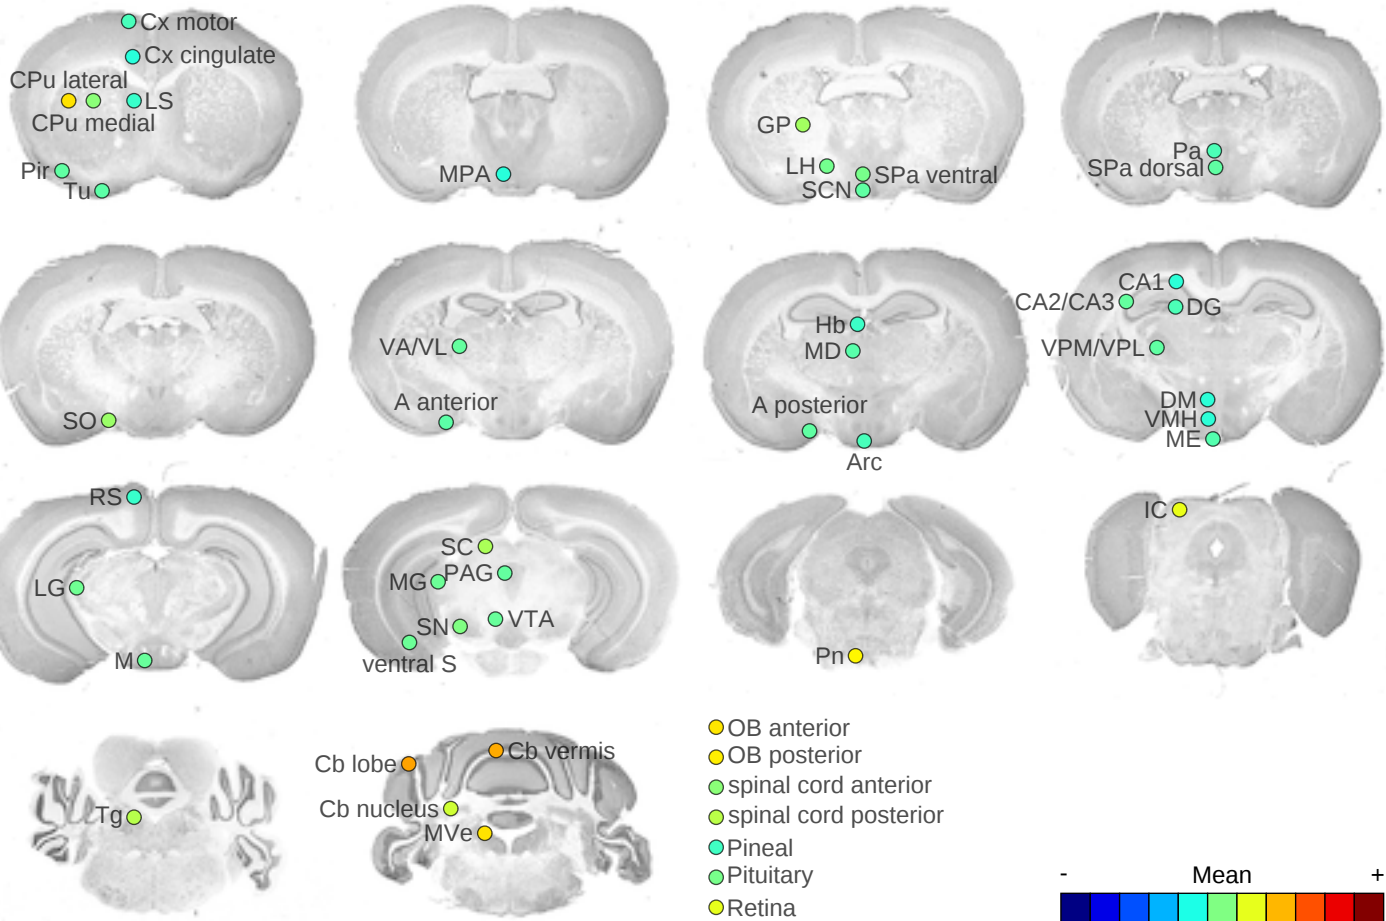 Cx motor
Cx cingulate
CPu lateral
LS
CPu medial
Pir
Tu
MPA
GP
LH
SPa ventral
SCN
Pa
SPa dorsal
SO
VA/VL
A anterior
Hb
MD
A posterior
Arc
CA1
CA2/CA3
DG
VPM/VPL
DM
VMH
ME
RS
LG
M
SC
MG
PAG
SN
VTA
ventral S
Pn
IC
Tg
Cb lobe
Cb vermis
Cb nucleus
MVe
OB anterior
OB posterior
spinal cord anterior
spinal cord posterior
Pineal
Pituitary
Retina
- Mean +